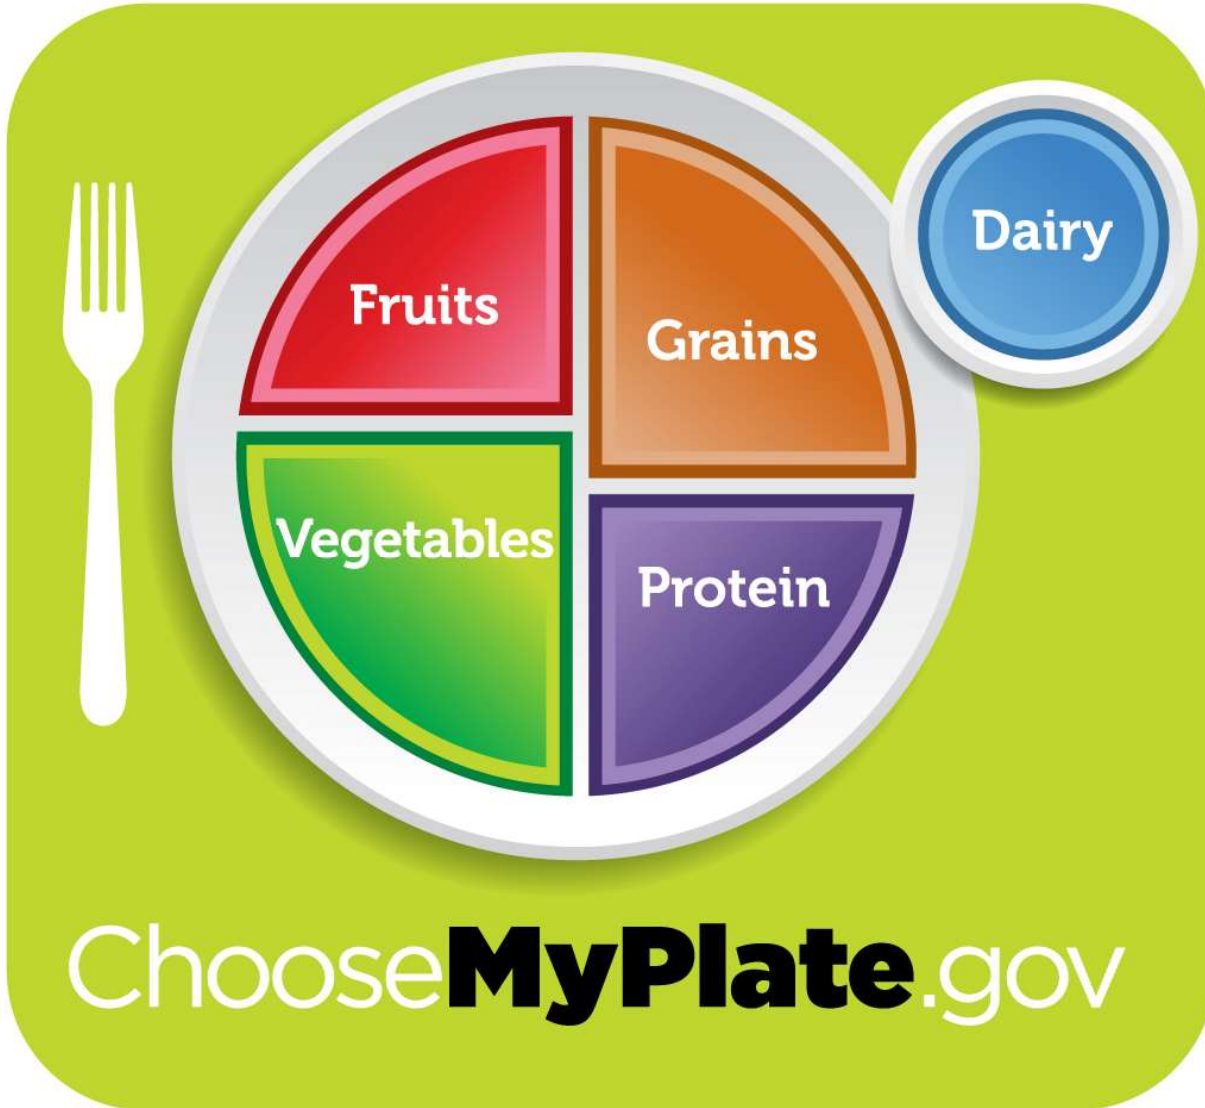 Fruits
Grains
Dairy
Vegetables
Protein
ChooseMyPlate.gov